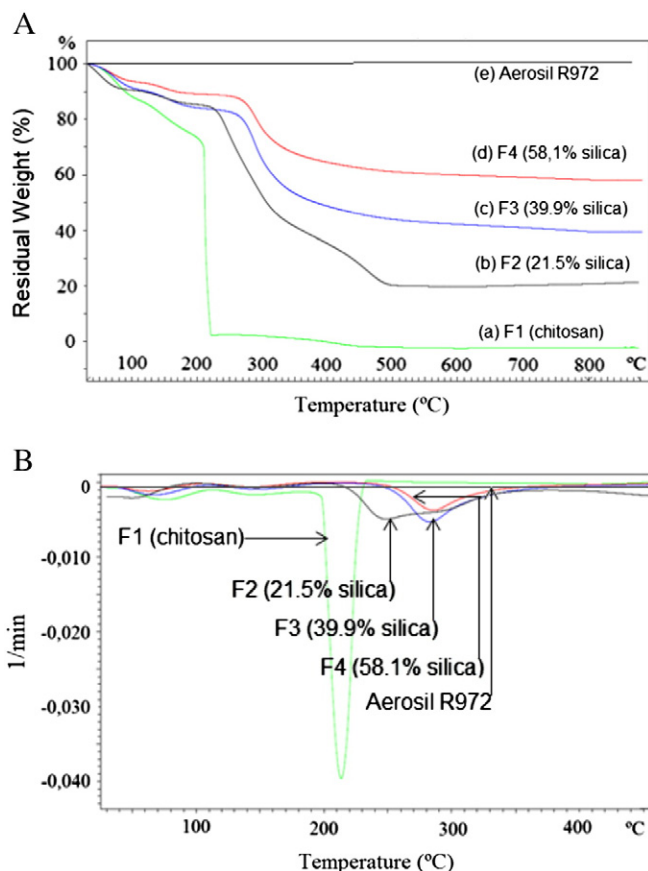 A
%
100
80
60
40
20
0
Residual Weight (%)
(e) Aerosil R972
(d) F4 (58,1% silica)
(c) F3 (39.9% silica)
(b) F2 (21.5% silica)
(a) F1 (chitosan)
100 200 300 400 500 600 700 800 ºC
Temperature (ºC)
B
0
-0,010
-0,020
-0,030
-0,040
1/min
F1 (chitosan)
F2 (21.5% silica)
F3 (39.9% silica)
F4 (58.1% silica)
Aerosil R972
100 200 300 400 ºC
Temperature (ºC)